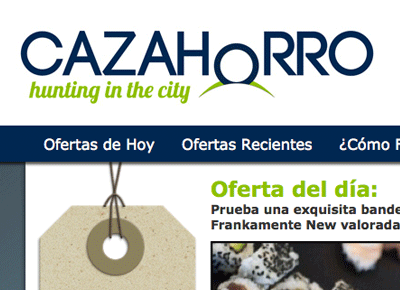 CAZAHORRO
hunting in the city
Ofertas de Hoy Ofertas Recientes ¿Cómo
Oferta del día:
Prueba una exquisita
Frankamente New valorada